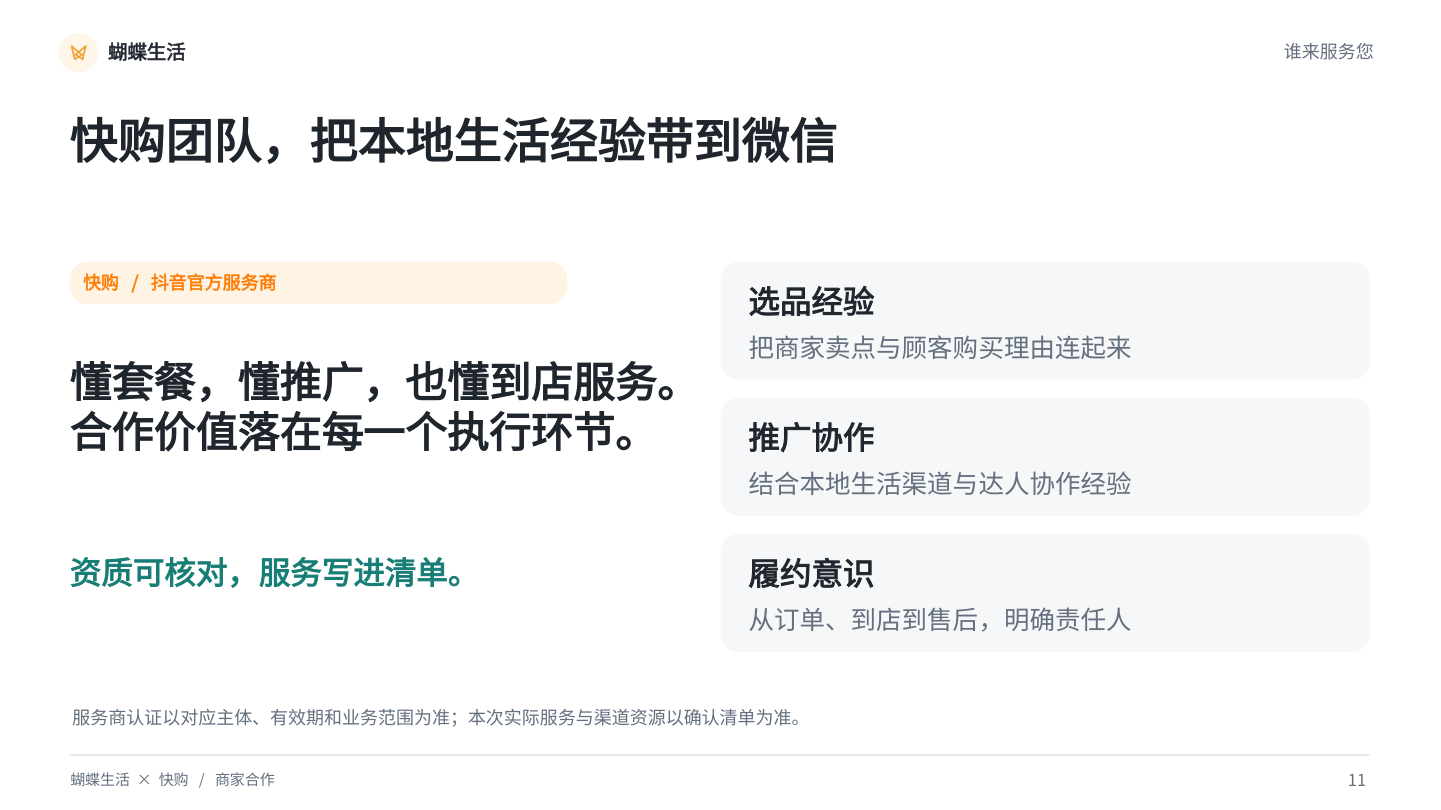 蝴蝶生活
谁来服务您
快购团队，把本地生活经验带到微信
快购 / 抖音官方服务商
懂套餐，懂推广，也懂到店服务。
合作价值落在每一个执行环节。
资质可核对，服务写进清单。
选品经验
把商家卖点与顾客购买理由连起来
推广协作
结合本地生活渠道与达人协作经验
履约意识
从订单、到店到售后，明确责任人
服务商认证以对应主体、有效期和业务范围为准；本次实际服务与渠道资源以确认清单为准。
蝴蝶生活 × 快购 / 商家合作
11